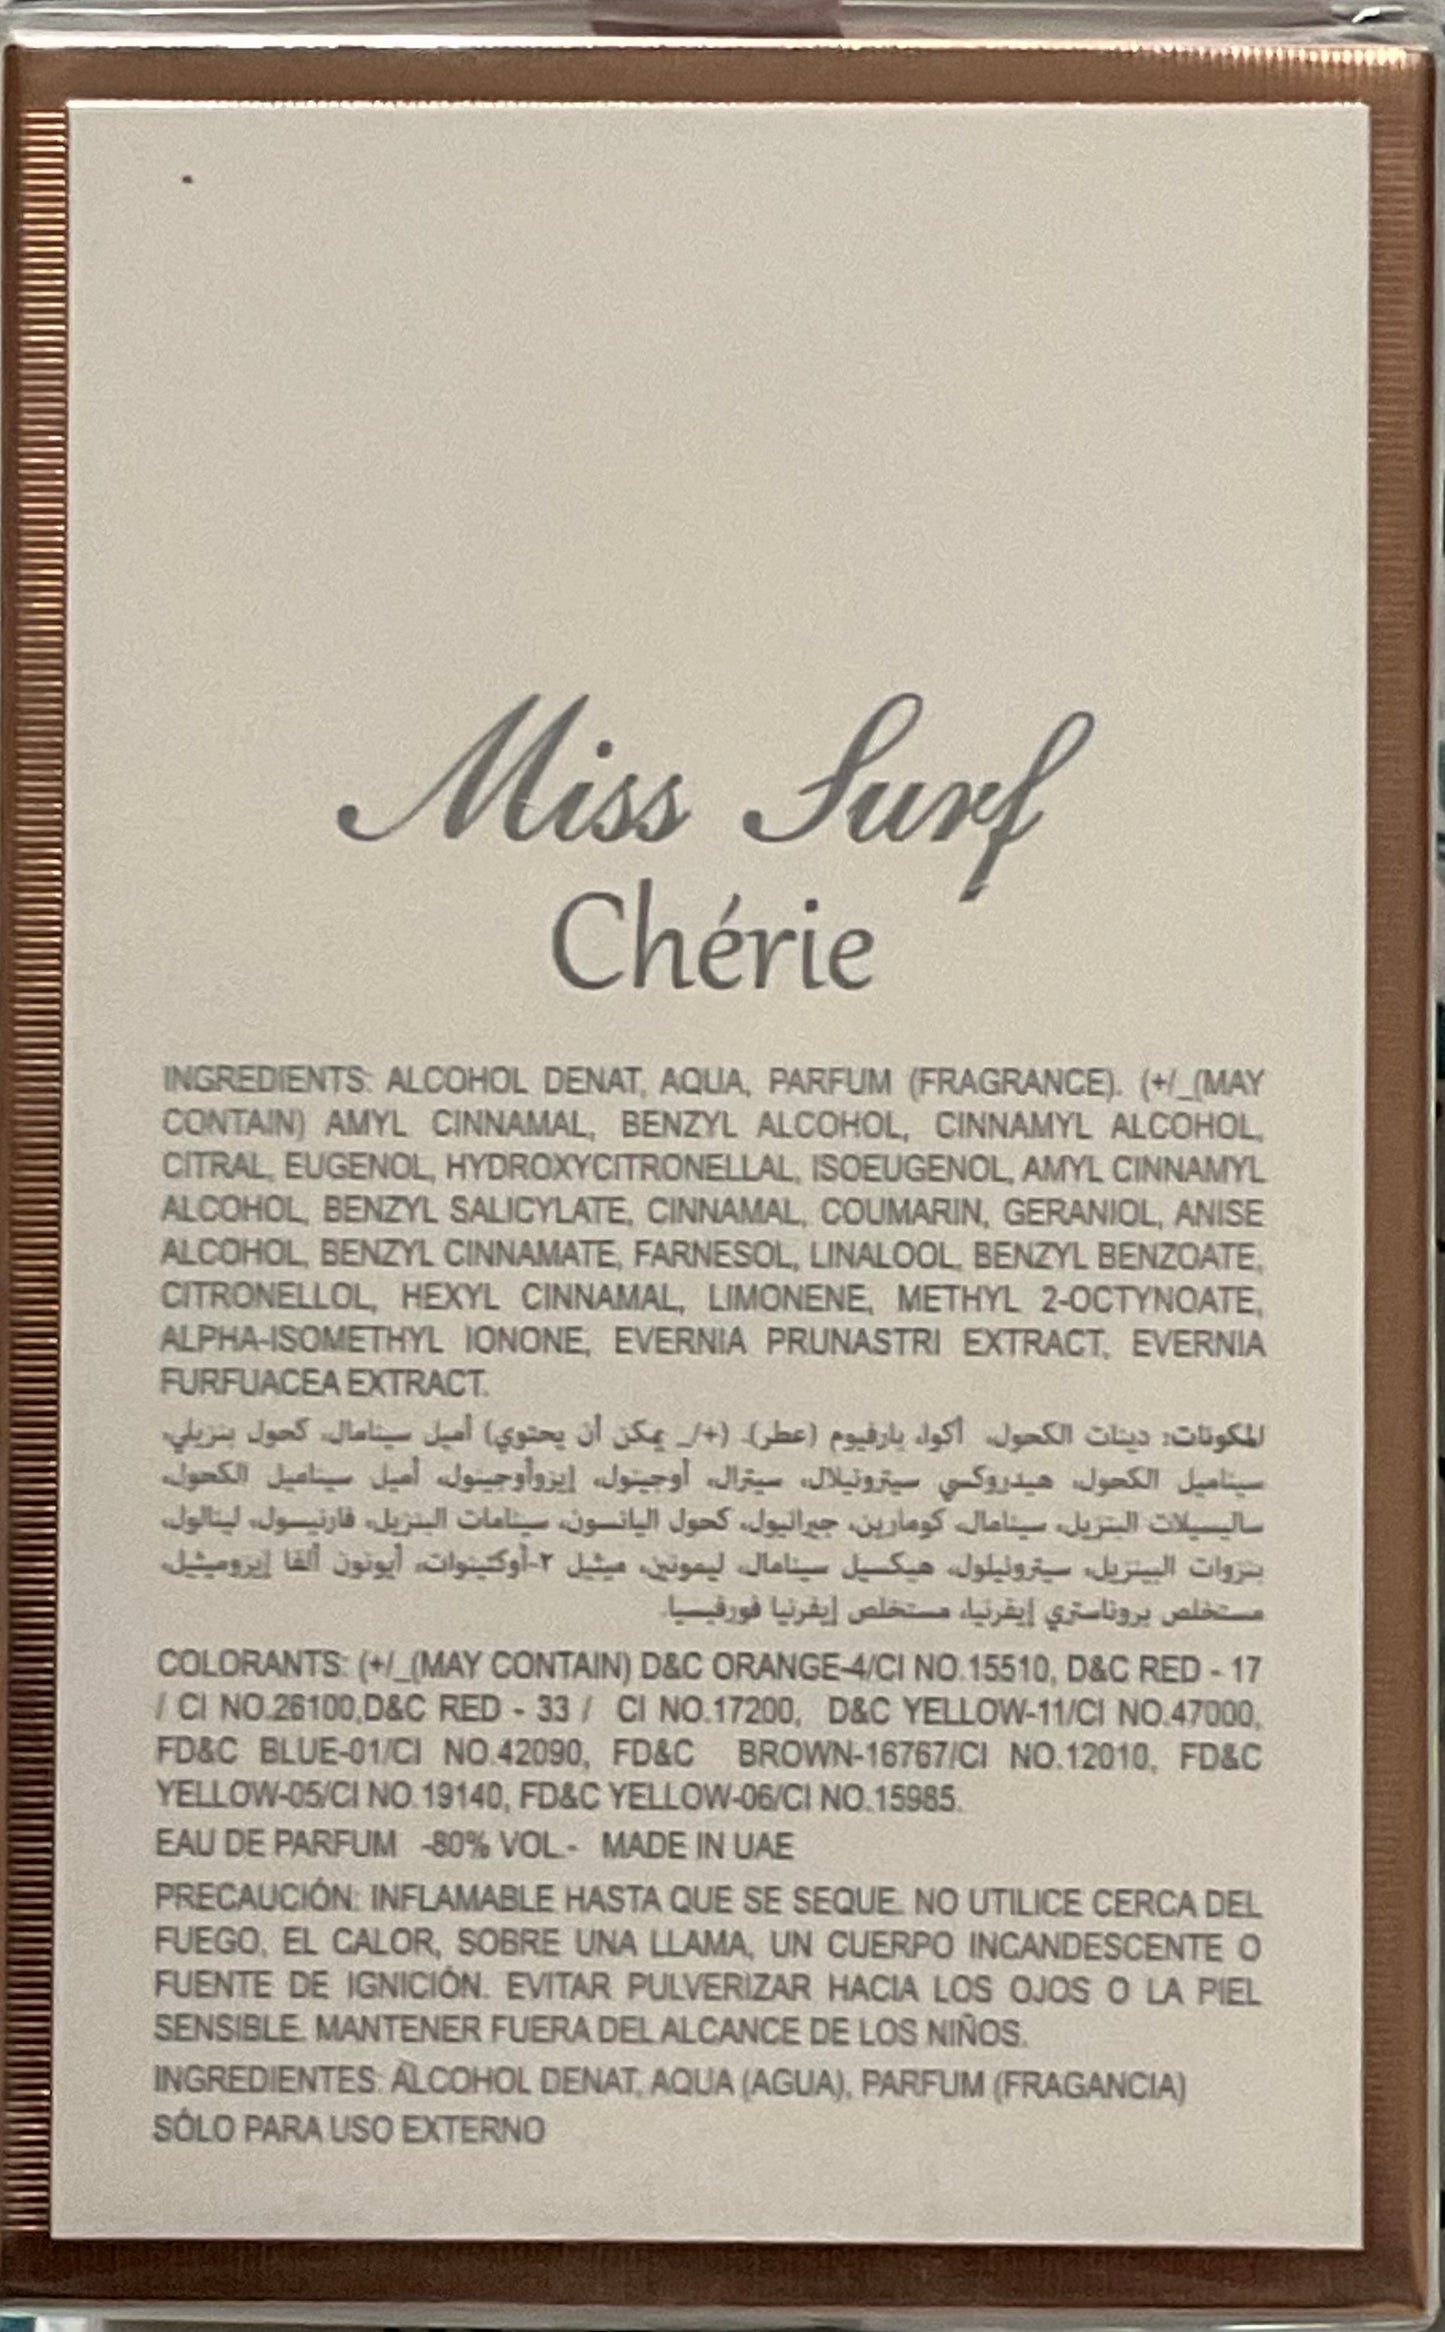 Miss Surf
Chérie
INGREDIENTS: ALCOHOL DENAT, AQUA, PARFUM (FRAGRANCE). (+/_(MAY
CONTAIN) AMYL CINNAMAL, BENZYL ALCOHOL, CINNAMYL ALCOHOL,
CITRAL, EUGENOL, HYDROXYCITRONELLAL, ISOEUGENOL, AMYL CINNAMYL
ALCOHOL, BENZYL SALICYLATE, CINNAMAL, COUMARIN, GERANIOL, ANISE
ALCOHOL, BENZYL CINNAMATE, FARNESOL, LINALOOL, BENZYL BENZOATE,
CITRONELLOL, HEXYL CINNAMAL, LIMONENE, METHYL 2-OCTYNOATE,
ALPHA-ISOMETHYL IONONE, EVERNIA PRUNASTRI EXTRACT, EVERNIA
FURFUACEA EXTRACT.
المكونات: دينات الكحول، أكوا، بارفيوم (عطر). (+/_ يمكن أن يحتوي) أميل سينامال، كحول بنزيلي،
سيناميل الكحول، هيدروكسي سيترونيلال، سيترال، أوجينول، إيزوأوجينول، أميل سيناميل الكحول،
ساليسيلات البنزيل، سينامال، كومارين، جيرانيول، كحول اليانسون، سينامات البنزيل، فارنيسول، لينالول،
بنزوات البينزيل، سيترونيلول، هيكسيل سينامال، ليمونين، ميثيل ٢-أوكتينوات، أيونون ألفا إيزوميثيل،
مستخلص بروناستري إيفرنيا، مستخلص إيفرنيا فورفيسيا.
COLORANTS: (+/_(MAY CONTAIN) D&C ORANGE-4/CI NO.15510, D&C RED - 17
/ CI NO.26100,D&C RED - 33 / CI NO.17200, D&C YELLOW-11/CI NO.47000,
FD&C BLUE-01/CI NO.42090, FD&C BROWN-16767/CI NO.12010, FD&C
YELLOW-05/CI NO.19140, FD&C YELLOW-06/CI NO.15985.
EAU DE PARFUM -80% VOL.- MADE IN UAE
PRECAUCIÓN: INFLAMABLE HASTA QUE SE SEQUE. NO UTILICE CERCA DEL
FUEGO, EL CALOR, SOBRE UNA LLAMA, UN CUERPO INCANDESCENTE O
FUENTE DE IGNICIÓN. EVITAR PULVERIZAR HACIA LOS OJOS O LA PIEL
SENSIBLE. MANTENER FUERA DEL ALCANCE DE LOS NIÑOS.
INGREDIENTES: ÁLCOHOL DENAT, AQUA (AGUA), PARFUM (FRAGANCIA)
SÓLO PARA USO EXTERNO